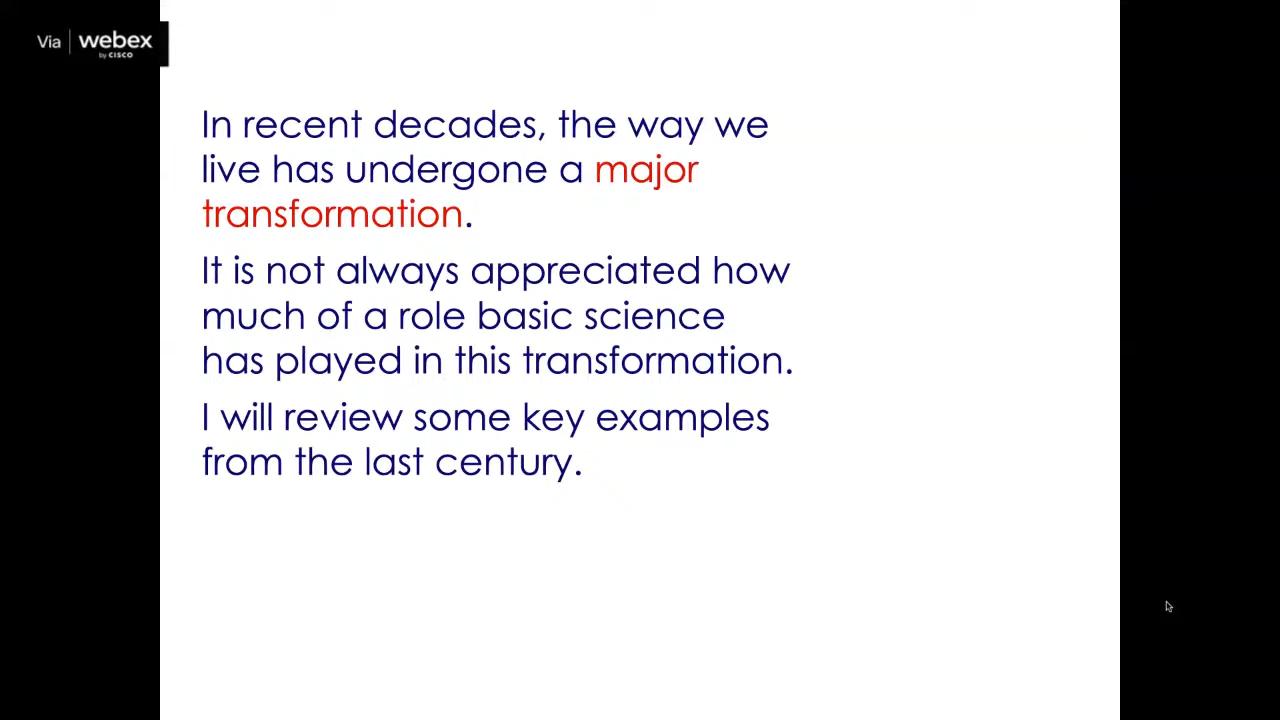 Via webex
by CISCO
In recent decades, the way we
live has undergone a major
transformation.
It is not always appreciated how
much of a role basic science
has played in this transformation.
I will review some key examples
from the last century.